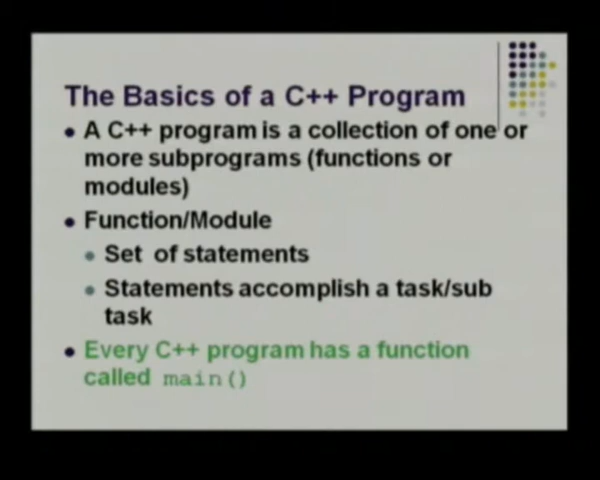 The Basics of a C++ Program
A C++ program is a collection of one or
more subprograms (functions or
modules)
Function/Module
Set of statements
Statements accomplish a task/sub
task
Every C++ program has a function
called main()